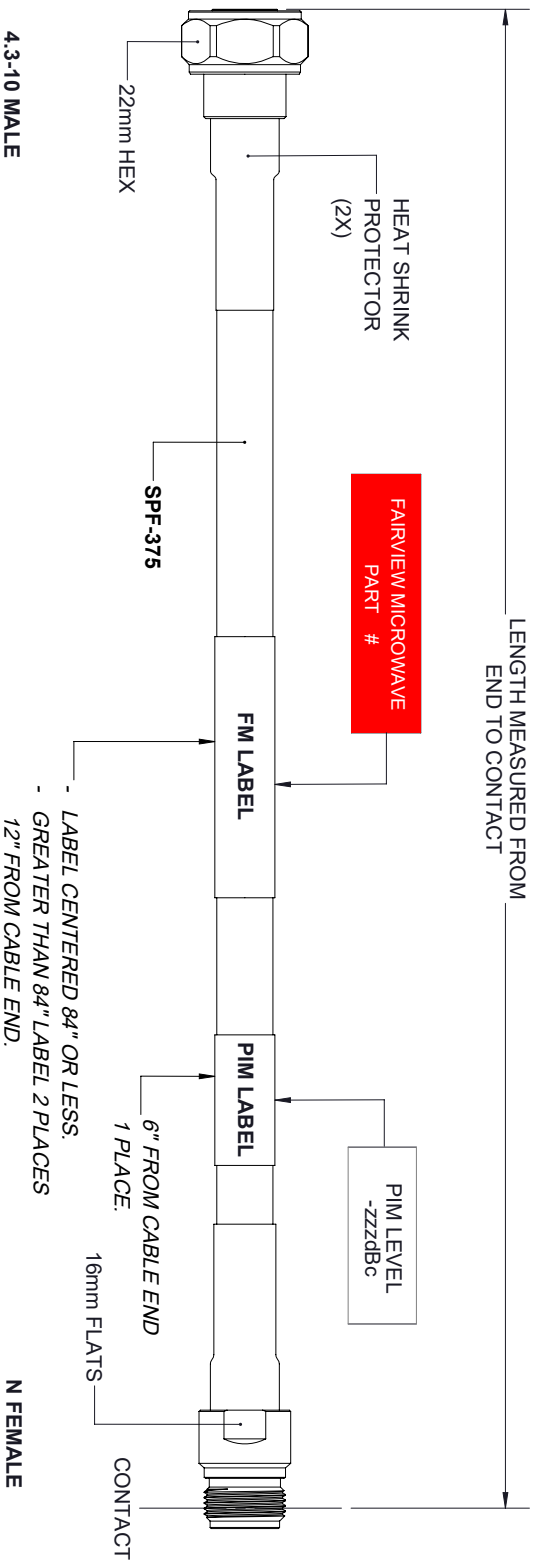 LENGTH MEASURED FROM
END TO CONTACT
HEAT SHRINK
PROTECTOR
(2X)
FAIRVIEW MICROWAVE
PART #
PIM LEVEL
-zzzdBc
FM LABEL
PIM LABEL
22mm HEX
SPF-375
6" FROM CABLE END
1 PLACE.
16mm FLATS
CONTACT
- LABEL CENTERED 84" OR LESS.
- GREATER THAN 84" LABEL 2 PLACES
12" FROM CABLE END.
4.3-10 MALE
N FEMALE